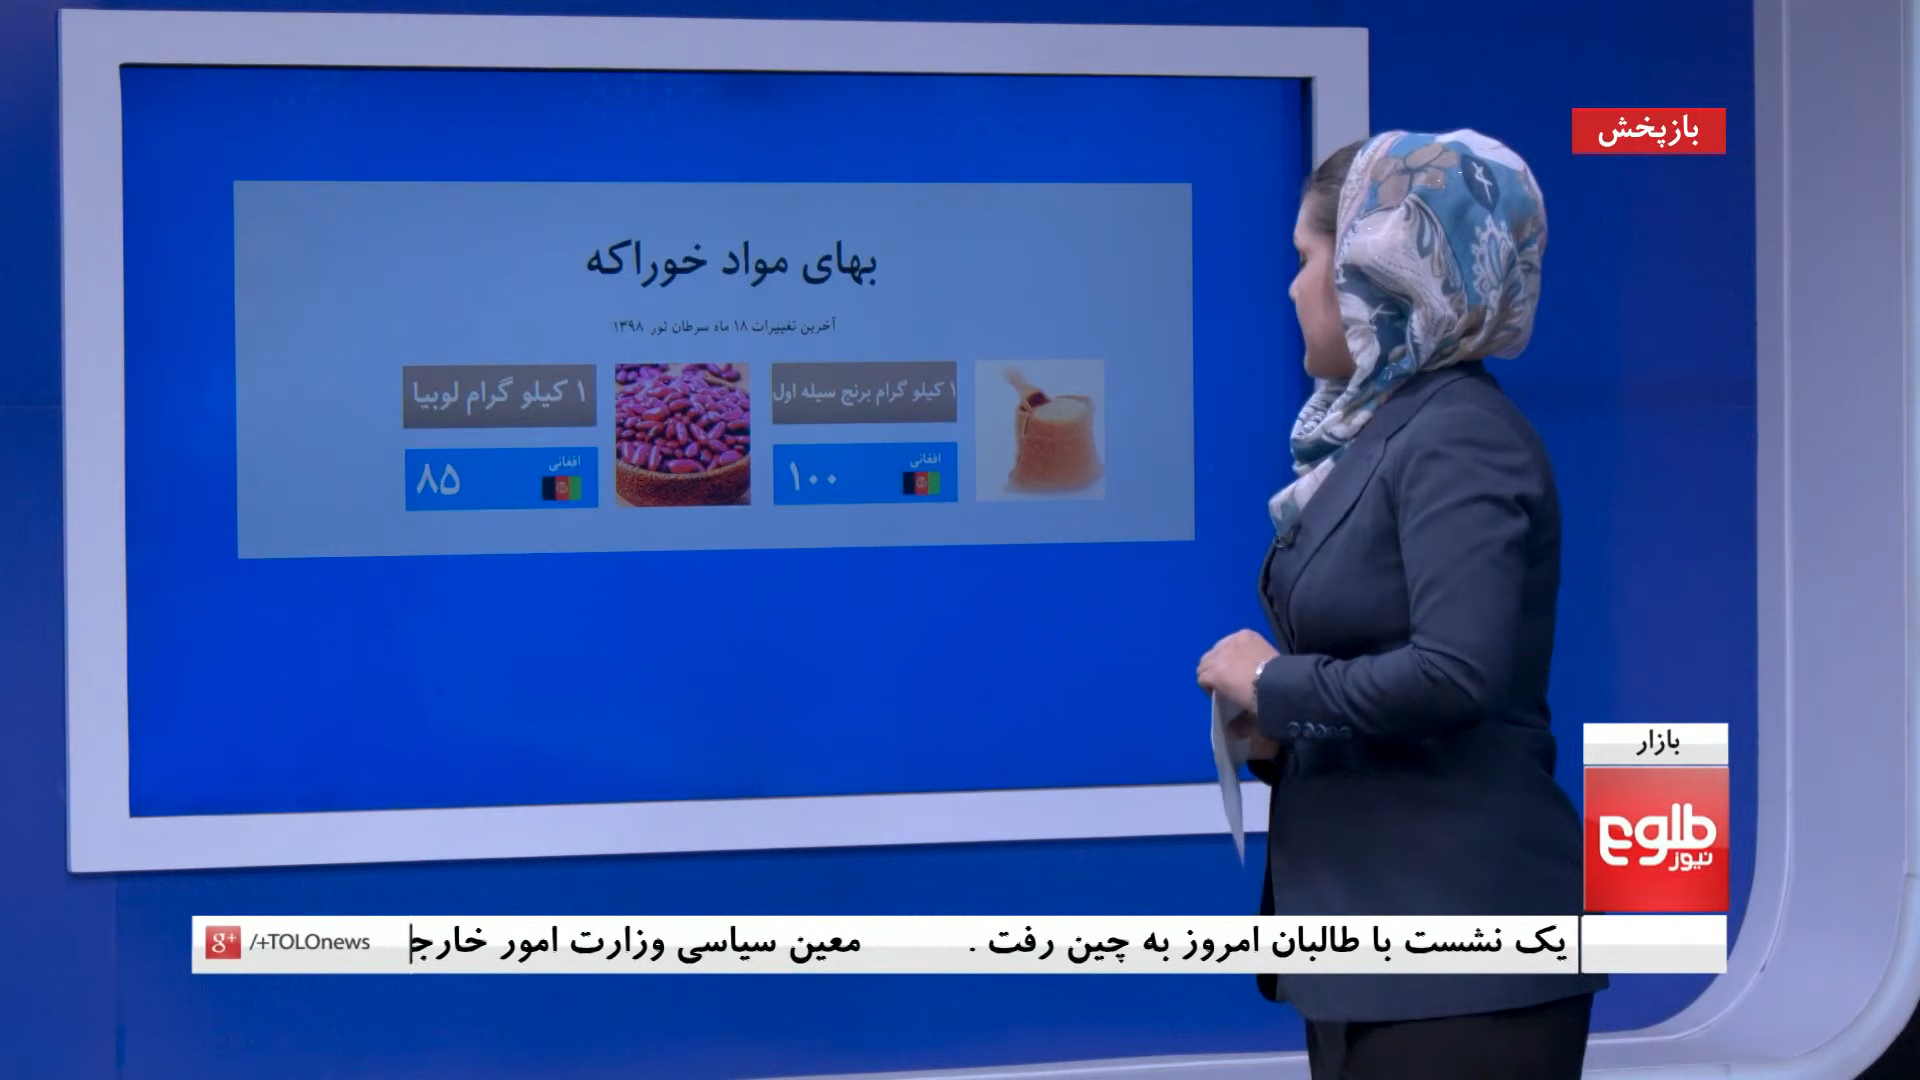 بازپخش
بهای مواد خوراکه
آخرین تغییرات ۱۸ ماه سرطان ثور ۱۳۹۸
۱ کیلو گرام برنج سیله اول
افغانی
۱۰۰
۱ کیلو گرام لوبیا
افغانی
۸۵
بازار
طلوع
نیوز
یک نشست با طالبان امروز به چین رفت . معین سیاسی وزارت امور خارج
g+ /+TOLOnews